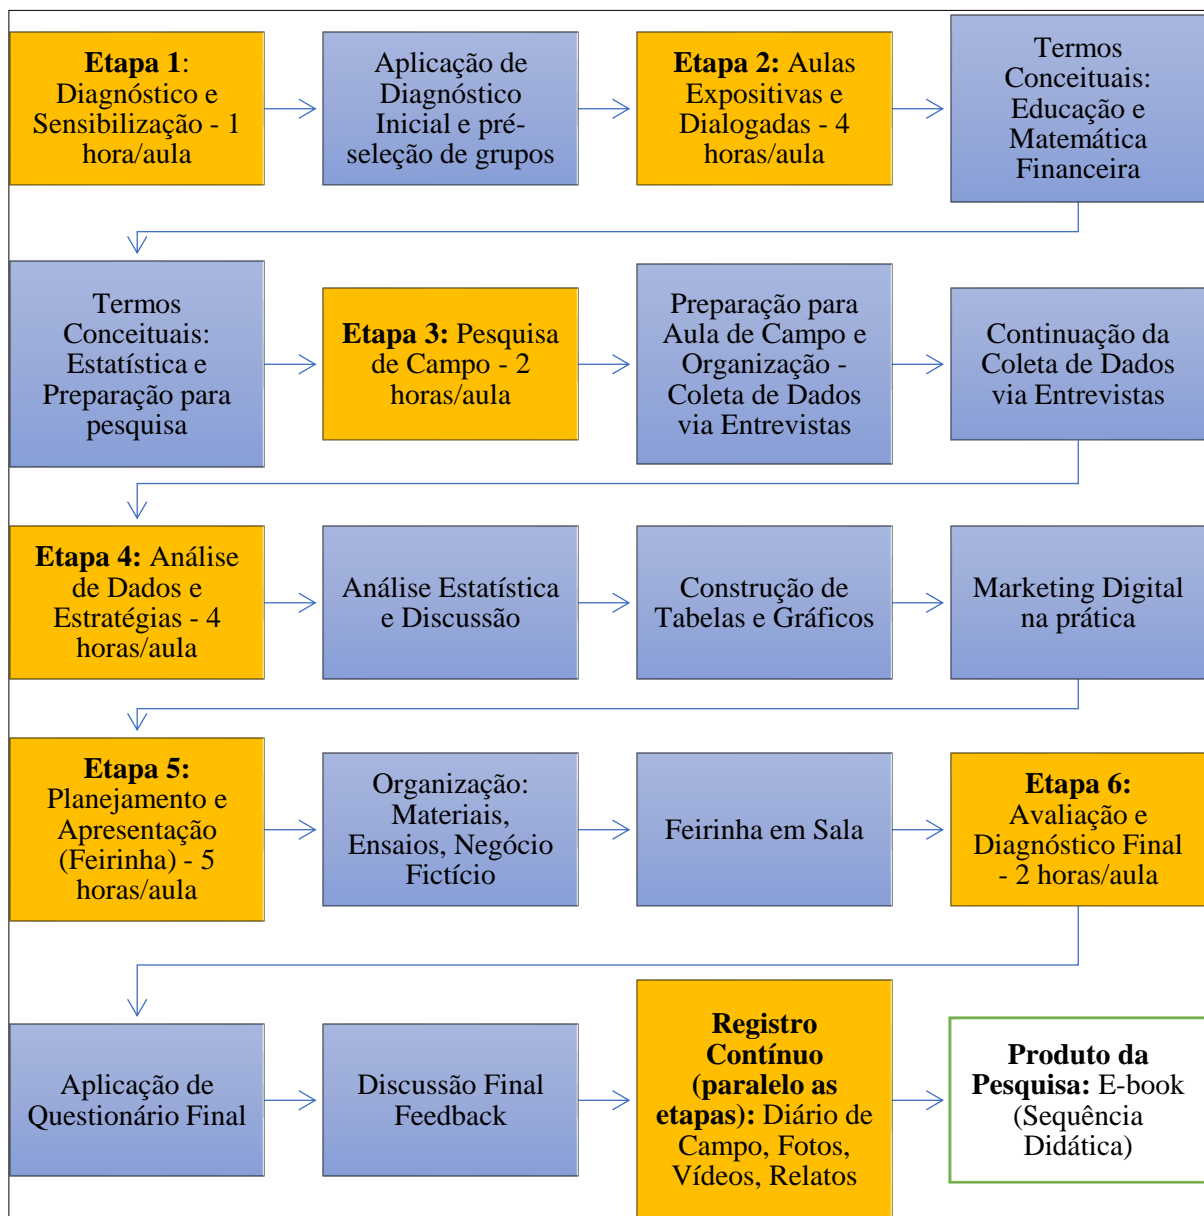 Etapa 1:
Diagnóstico e
Sensibilização - 1
hora/aula
Aplicação de
Diagnóstico
Inicial e pré-
seleção de grupos
Etapa 2: Aulas
Expositivas e
Dialogadas - 4
horas/aula
Termos
Conceituais:
Educação e
Matemática
Financeira
Termos
Conceituais:
Estatística e
Preparação para
pesquisa
Etapa 3: Pesquisa
de Campo - 2
horas/aula
Preparação para
Aula de Campo e
Organização -
Coleta de Dados
via Entrevistas
Continuação da
Coleta de Dados
via Entrevistas
Etapa 4: Análise
de Dados e
Estratégias - 4
horas/aula
Análise Estatística
e Discussão
Construção de
Tabelas e Gráficos
Marketing Digital
na prática
Etapa 5:
Planejamento e
Apresentação
(Feirinha) - 5
horas/aula
Organização:
Materiais,
Ensaios, Negócio
Fictício
Feirinha em Sala
Etapa 6:
Avaliação e
Diagnóstico Final
- 2 horas/aula
Aplicação de
Questionário Final
Discussão Final
Feedback
Registro
Contínuo
(paralelo as
etapas): Diário de
Campo, Fotos,
Vídeos, Relatos
Produto da
Pesquisa: E-book
(Sequência
Didática)